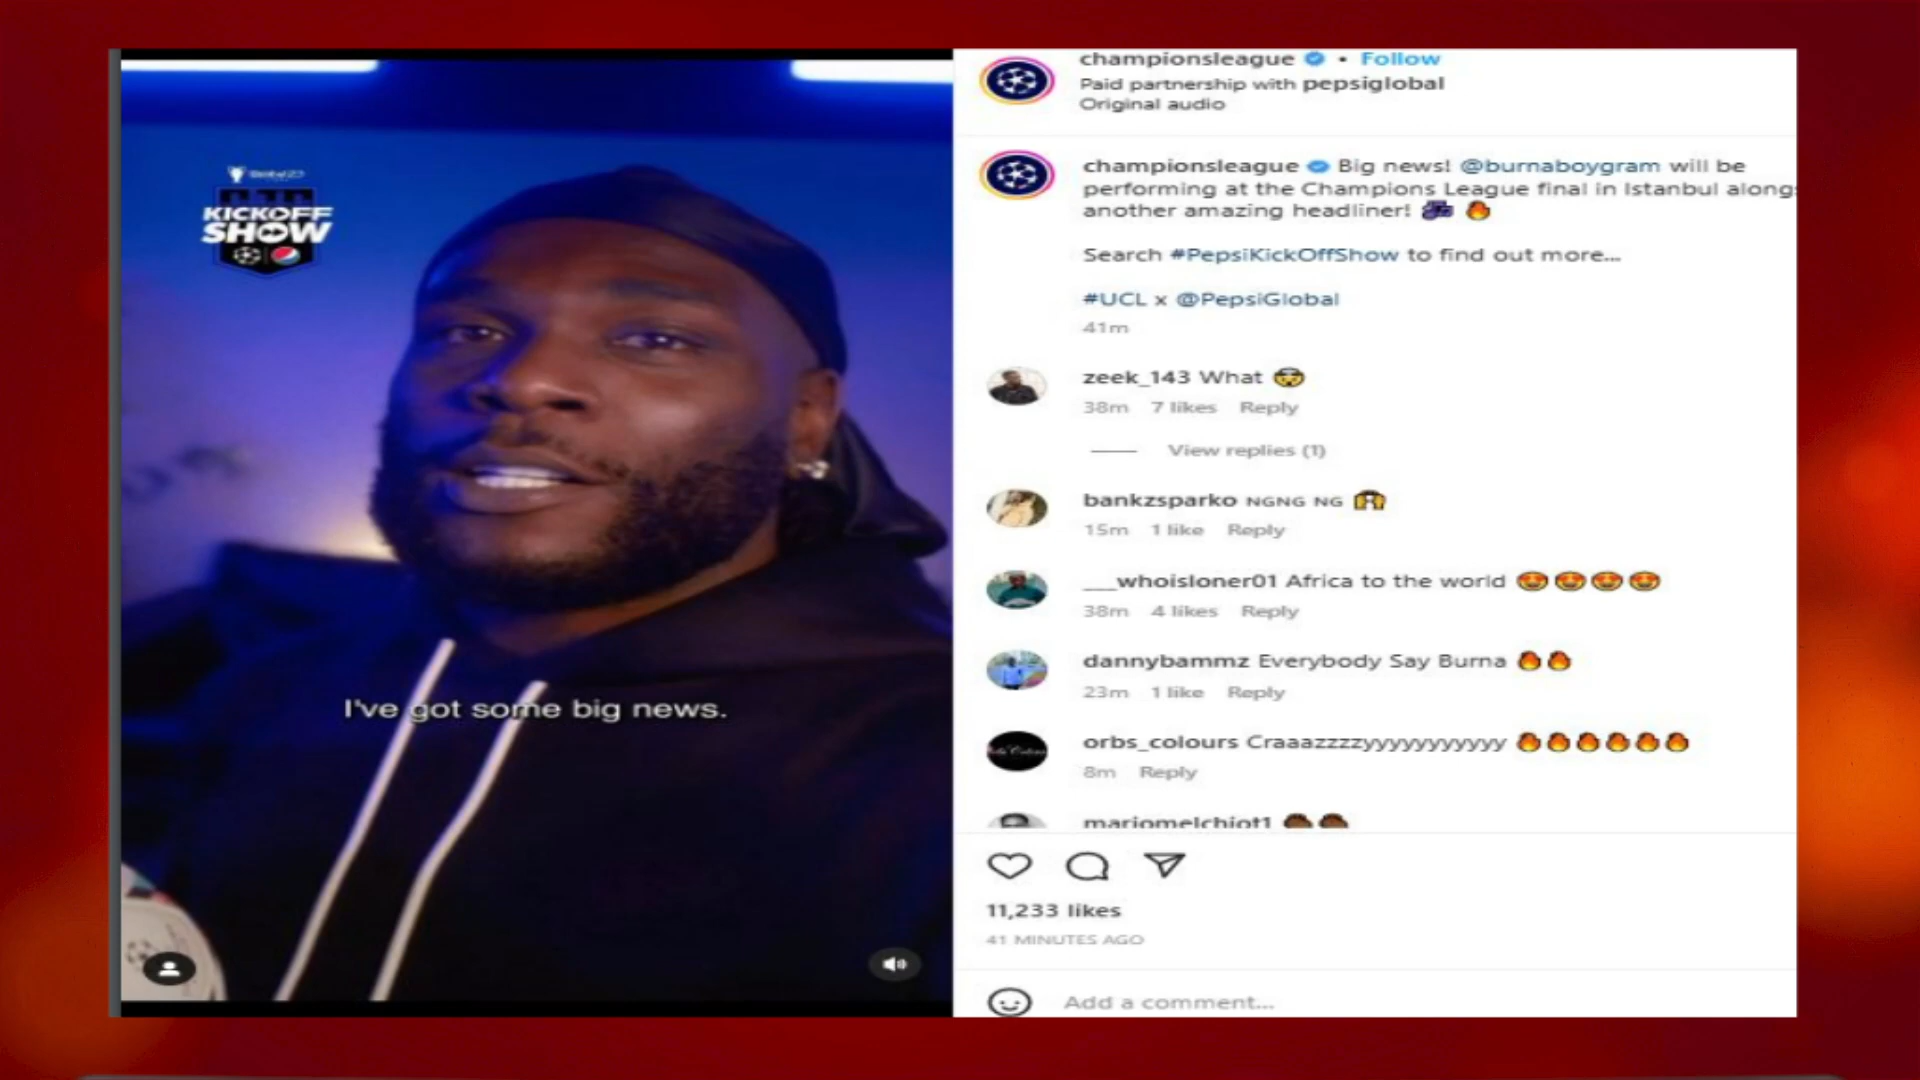 KICKOFF
SHOW
I've got some big news.
championsleague • Follow
Paid partnership with pepsiglobal
Original audio
championsleague Big news! @burnaboygram will be
performing at the Champions League final in Istanbul along
another amazing headliner!
Search #PepsiKickOffShow to find out more...
#UCL x @PepsiGlobal
41m
zeek_143 What
38m 7 likes Reply
View replies (1)
bankzsparko NGNG NG
15m 1 like Reply
___whoisloner01 Africa to the world
38m 4 likes Reply
dannybammz Everybody Say Burna
23m 1 like Reply
orbs_colours Craaazzzzyyyyyyyyyyy
8m Reply
mariomelchiot1
11,233 likes
41 MINUTES AGO
Add a comment...